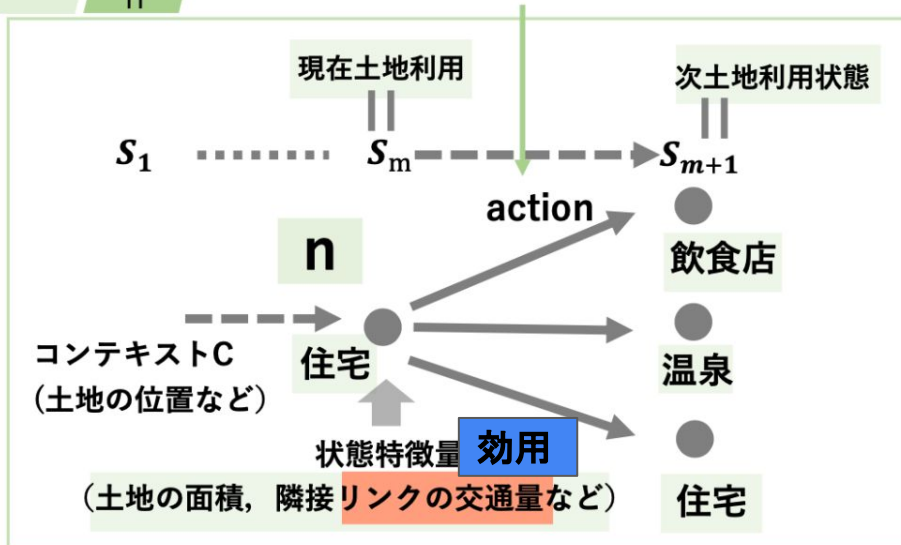 現在土地利用
次土地利用状態
S₁
Sₘ
Sₘ₊₁
action
n
飲食店
コンテキストC
(土地の位置など)
住宅
温泉
状態特徴量
効用
(土地の面積，隣接リンクの交通量など)
住宅